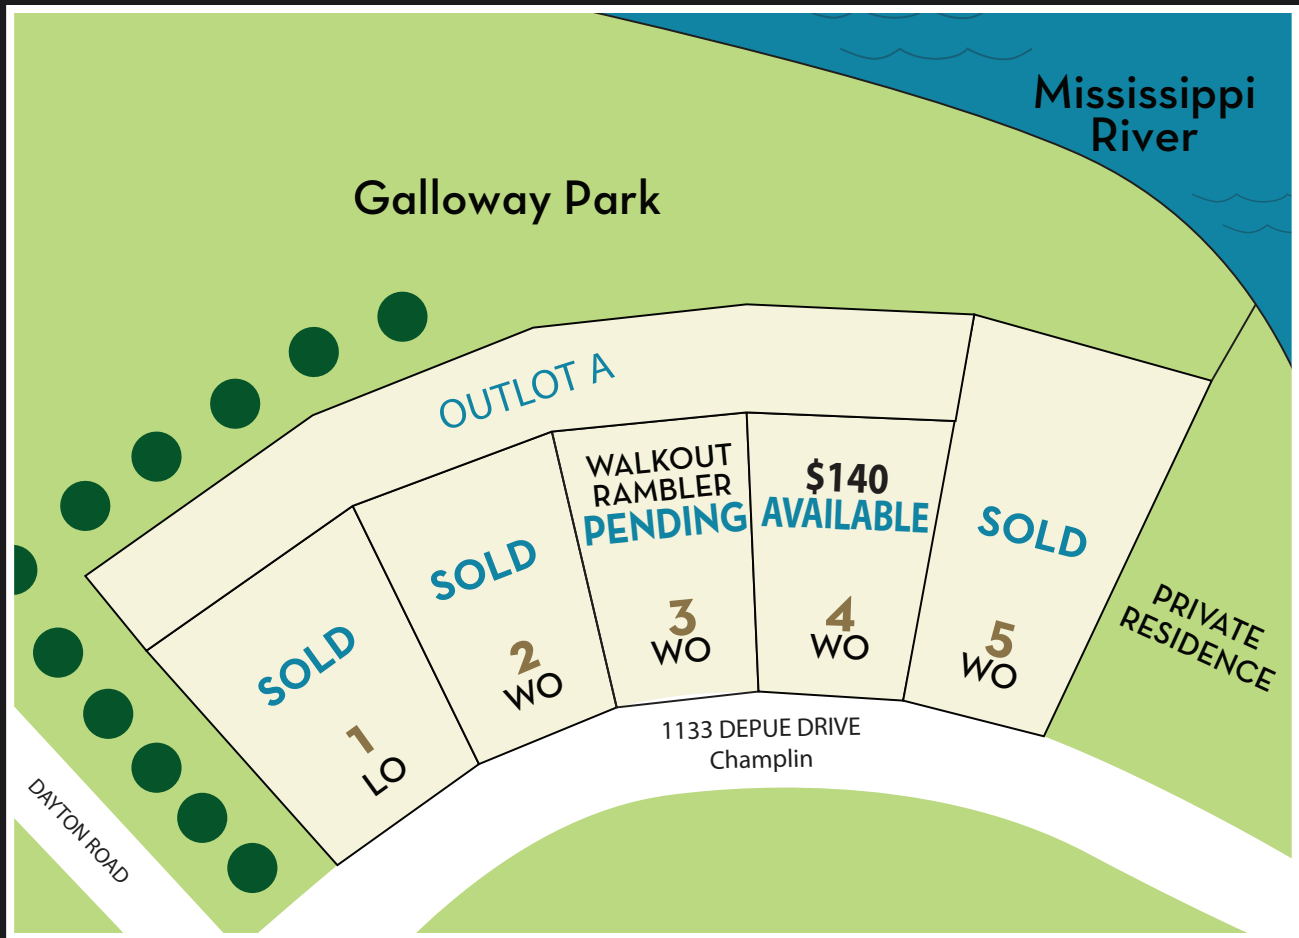 Mississippi
River
Galloway Park
OUTLOT A
WALKOUT
RAMBLER
PENDING
3
WO
$140
AVAILABLE
4
WO
SOLD
5
WO
SOLD
2
WO
SOLD
1
LO
PRIVATE
RESIDENCE
1133 DEPUE DRIVE
Champlin
DAYTON ROAD